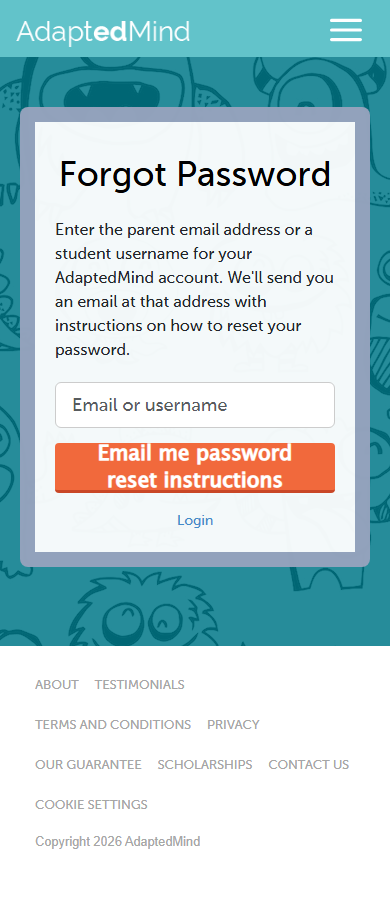 AdaptedMind
Forgot Password
Enter the parent email address or a
student username for your
AdaptedMind account. We'll send you
an email at that address with
instructions on how to reset your
password.
Email or username
Email me password
reset instructions
Login
ABOUT TESTIMONIALS
TERMS AND CONDITIONS PRIVACY
OUR GUARANTEE SCHOLARSHIPS CONTACT US
COOKIE SETTINGS
Copyright 2026 AdaptedMind